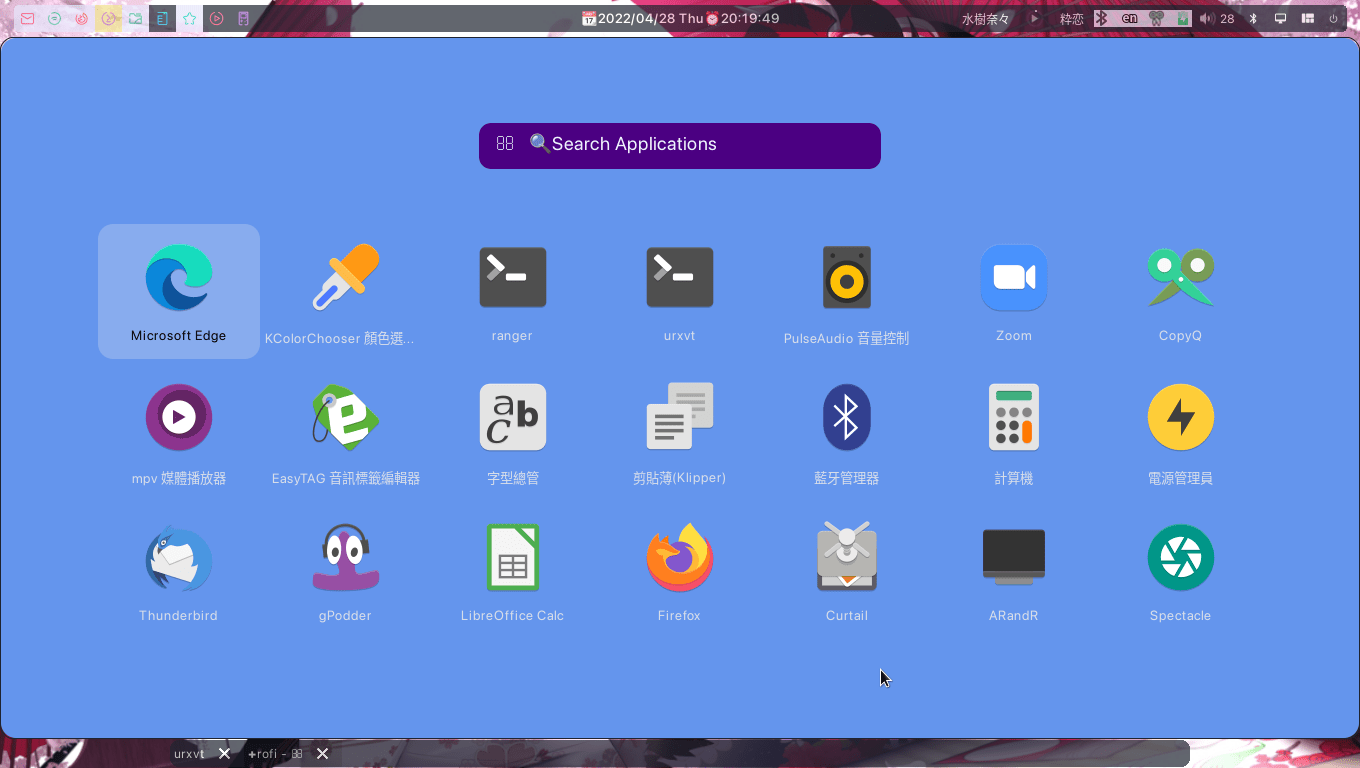 📅2022/04/28 Thu⏰20:19:49
水樹奈々
粋恋
en
28
🔍Search Applications
Microsoft Edge
KColorChooser 顏色選...
ranger
urxvt
PulseAudio 音量控制
Zoom
CopyQ
mpv 媒體播放器
EasyTAG 音訊標籤編輯器
字型總管
剪貼薄(Klipper)
藍牙管理器
計算機
電源管理員
Thunderbird
gPodder
LibreOffice Calc
Firefox
Curtail
ARandR
Spectacle
urxvt
+rofi -